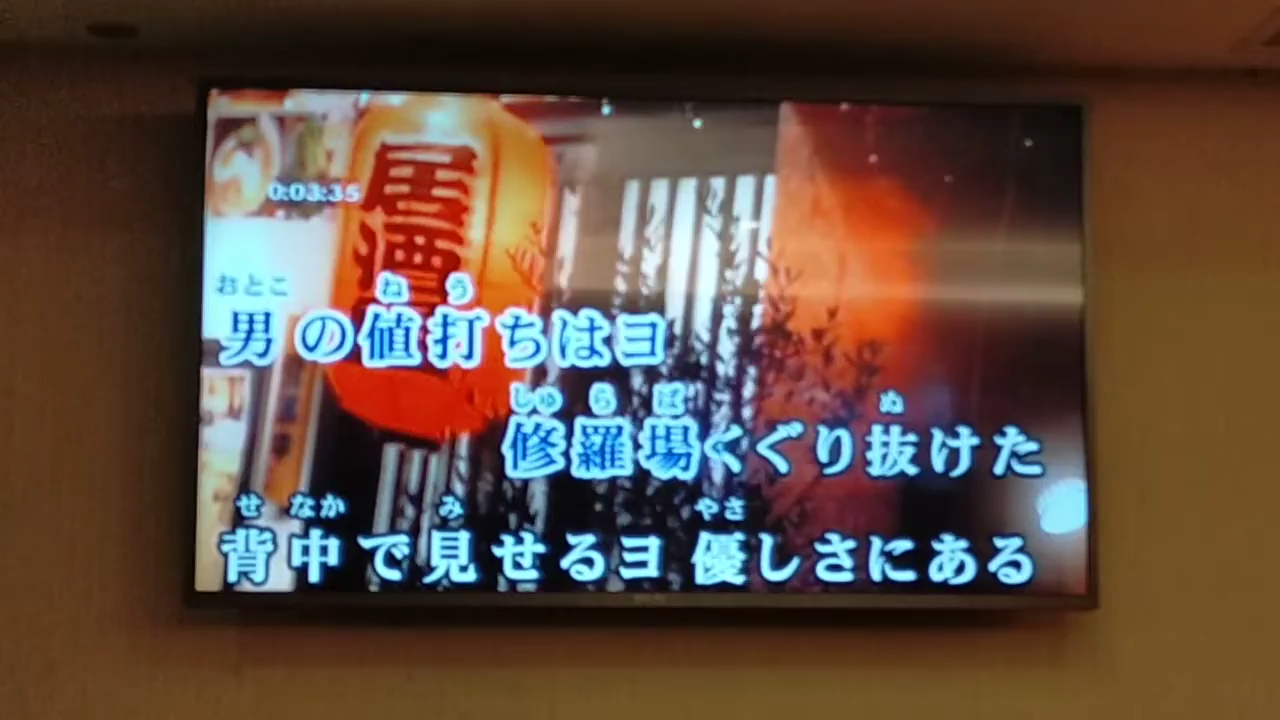 居酒
0:03:35
おとこ ねう
男の値打ちはヨ
しゅらば ぬ
修羅場くぐり抜けた
せなか み やさ
背中で見せるヨ 優しさにある